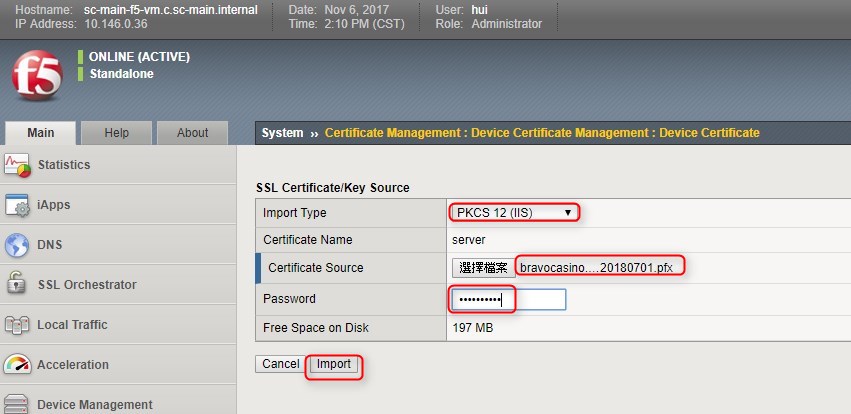 Hostname: sc-main-f5-vm.c.sc-main.internal Date: Nov 6, 2017 User: hui
IP Address: 10.146.0.36 Time: 2:10 PM (CST) Role: Administrator
f5
ONLINE (ACTIVE)
Standalone
Main Help About
System ›› Certificate Management : Device Certificate Management : Device Certificate
Statistics
iApps
DNS
SSL Orchestrator
Local Traffic
Acceleration
Device Management
SSL Certificate/Key Source
Import Type PKCS 12 (IIS)
Certificate Name server
Certificate Source 選擇檔案 bravocasino....20180701.pfx
Password ••••••••••
Free Space on Disk 197 MB
Cancel Import